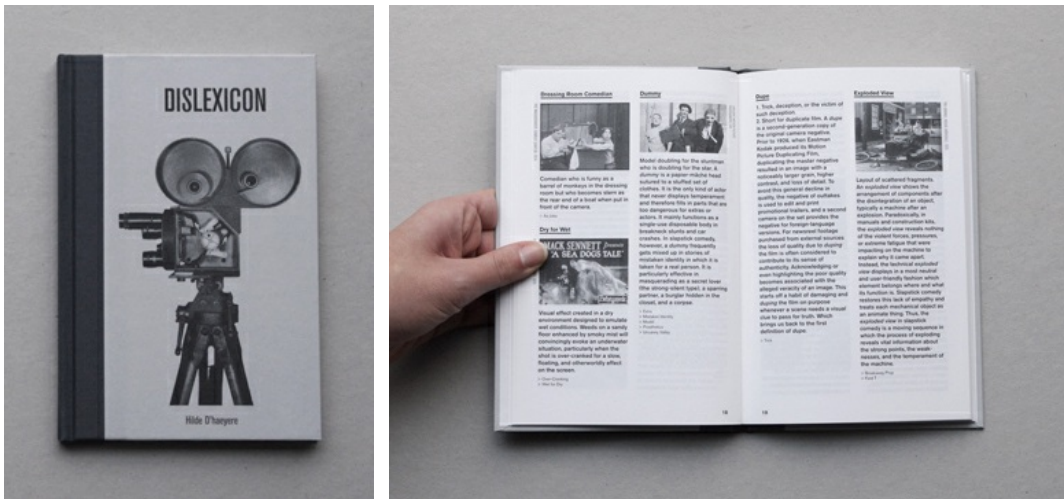 DISLEXICON
Hilde D'haeyere
Dressing Room Comedian
Comedian who is funny as a
barrel of monkeys in the dressing
room but who becomes stern as
the rear end of a boat when put in
front of the camera.
Dry for Wet
MACK SENNETT presents
"A SEA DOGS TALE"
Visual effect created in a dry
environment designed to emulate
wet conditions. Weeds on a sandy
floor enhanced by smoky mist will
convincingly evoke an underwater
situation, particularly when the
shot is over-cranked for a slow,
floating, and otherworldly effect
on the screen.
> Over-Cranking
> Wet for Dry
Dummy
Model doubling for the stuntman
who is doubling for the star. A
dummy is a papier-mâché head
sutured to a stuffed set of
clothes. It is the only kind of actor
that never displays temperament
and therefore fills in parts that are
too dangerous for extras or
actors. It mainly functions as a
single-use disposable body in
breakneck stunts and car
crashes. In slapstick comedy,
however, a dummy frequently
gets mixed up in stories of
mistaken identity in which it is
taken for a real person. It is
particularly effective in
masquerading as a secret lover
(the strong-silent type), a sparring
partner, a burglar hidden in the
closet, and a corpse.
> Mistaken Identity
> Model
> Prosthetics
> Uncanny Valley
18
Dupe
1. Trick, deception, or the victim of
such deception.
2. Short for duplicate film. A dupe
is a second-generation copy of
the original camera negative.
Prior to 1926, when Eastman
Kodak produced its Motion
Picture Duplicating Film,
duplicating the master negative
resulted in an image with a
noticeably larger grain, higher
contrast, and loss of detail. To
avoid this general decline in
quality, the negative of outtakes
is used to edit and print
promotional trailers, and a second
camera on the set provides the
negative for foreign-language
versions. For newsreel footage
purchased from external sources
the loss of quality due to duping
the film is often considered to
contribute to its sense of
authenticity. Acknowledging or
even highlighting the poor quality
becomes associated with the
alleged veracity of an image. This
starts off a habit of damaging and
duping the film on purpose
whenever a scene needs a visual
clue to pass for truth. Which
brings us back to the first
definition of dupe.
> Trick
19
Exploded View
Layout of scattered fragments.
An exploded view shows the
arrangement of components after
the disintegration of an object,
typically a machine after an
explosion. Paradoxically, in
manuals and construction kits,
the exploded view reveals nothing
of the violent forces, pressures,
or extreme fatigue that were
impacting on the machine to
explain why it came apart.
Instead, the technical exploded
view displays in a most neutral
and user-friendly fashion which
element belongs where and what
its function is. Slapstick comedy
restores this lack of empathy and
treats each mechanical object as
an animate thing. Thus, the
exploded view in slapstick
comedy is a moving sequence in
which the process of exploding
reveals vital information about
the strong points, the weak-
nesses, and the temperament of
the machine.
> Breakaway Prop
> Ford T